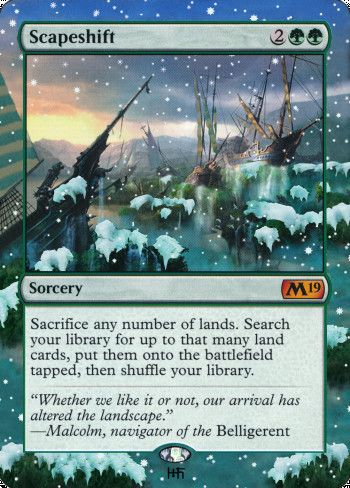 Scapeshift 2
Sorcery M19
Sacrifice any number of lands. Search
your library for up to that many land
cards, put them onto the battlefield
tapped, then shuffle your library.
“Whether we like it or not, our arrival has
altered the landscape.”
—Malcolm, navigator of the Belligerent